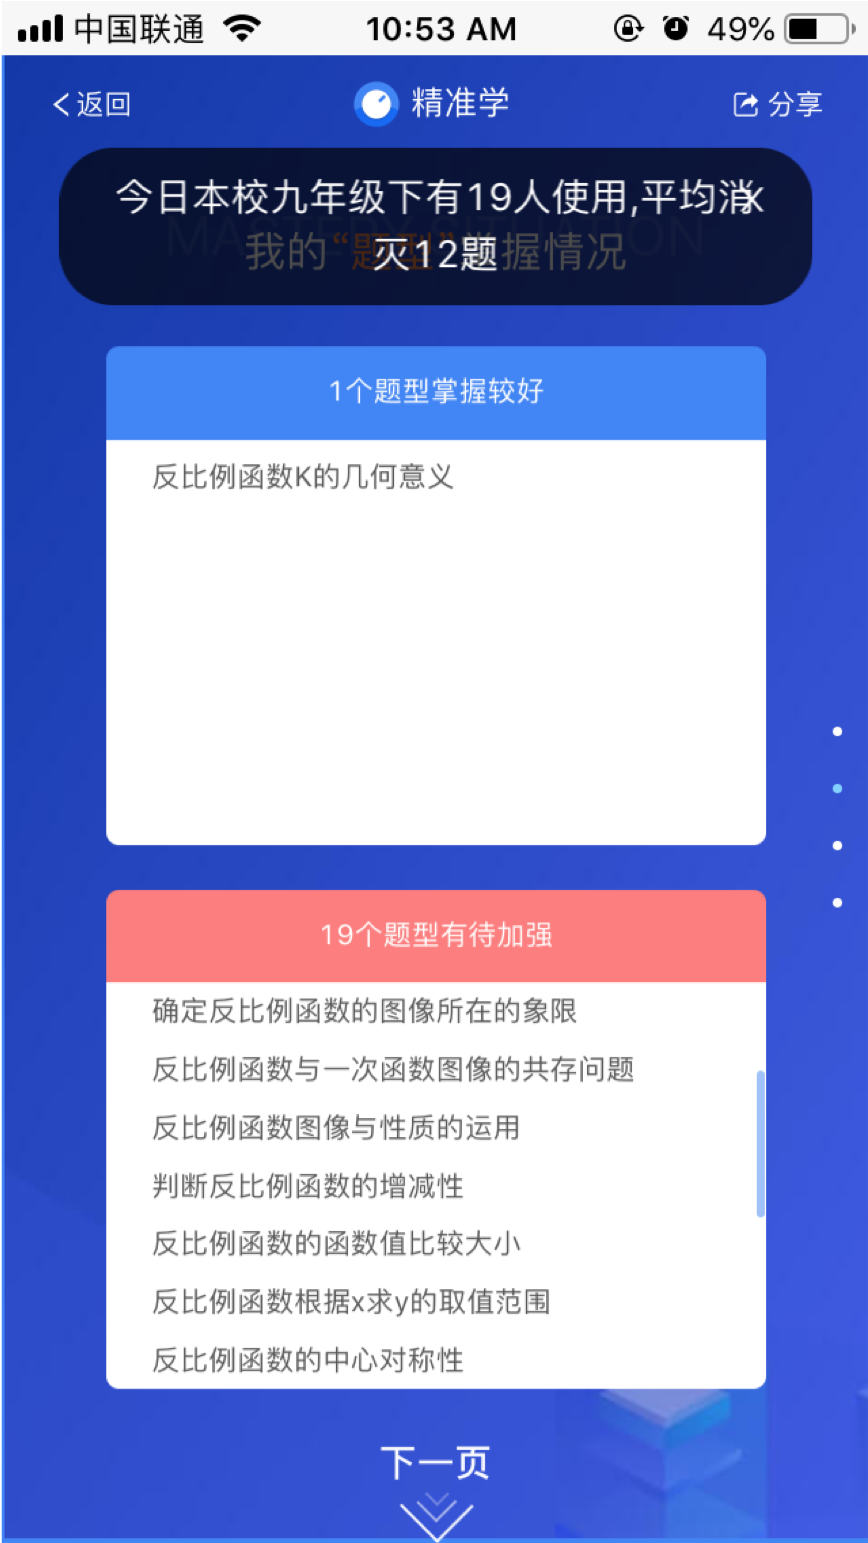 中国联通
10:53 AM
49%
返回
精准学
分享
今日本校九年级下有19人使用,平均消
灭12题
我的“题型”掌握情况
1个题型掌握较好
反比例函数K的几何意义
19个题型有待加强
确定反比例函数的图像所在的象限
反比例函数与一次函数图像的共存问题
反比例函数图像与性质的运用
判断反比例函数的增减性
反比例函数的函数值比较大小
反比例函数根据x求y的取值范围
反比例函数的中心对称性
下一页